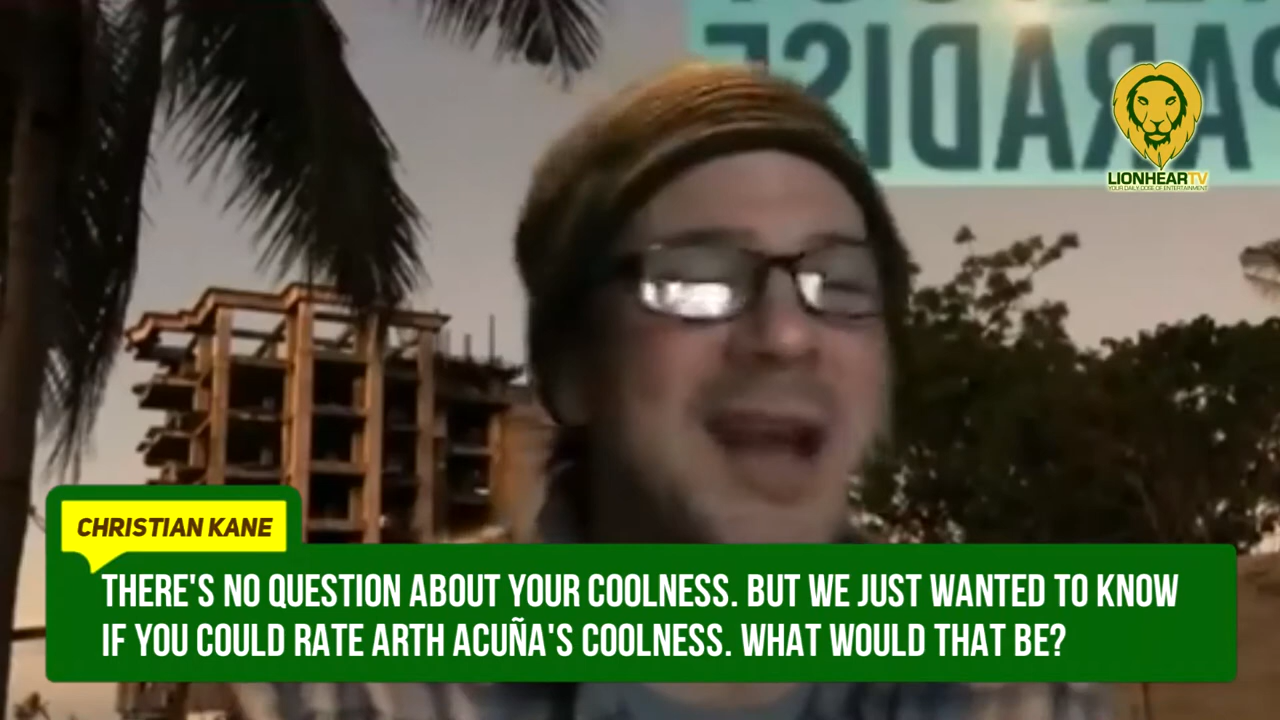 PARADISE
LIONHEARTV
YOUR DAILY DOSE OF ENTERTAINMENT
CHRISTIAN KANE
THERE'S NO QUESTION ABOUT YOUR COOLNESS. BUT WE JUST WANTED TO KNOW
IF YOU COULD RATE ARTH ACUÑA'S COOLNESS. WHAT WOULD THAT BE?